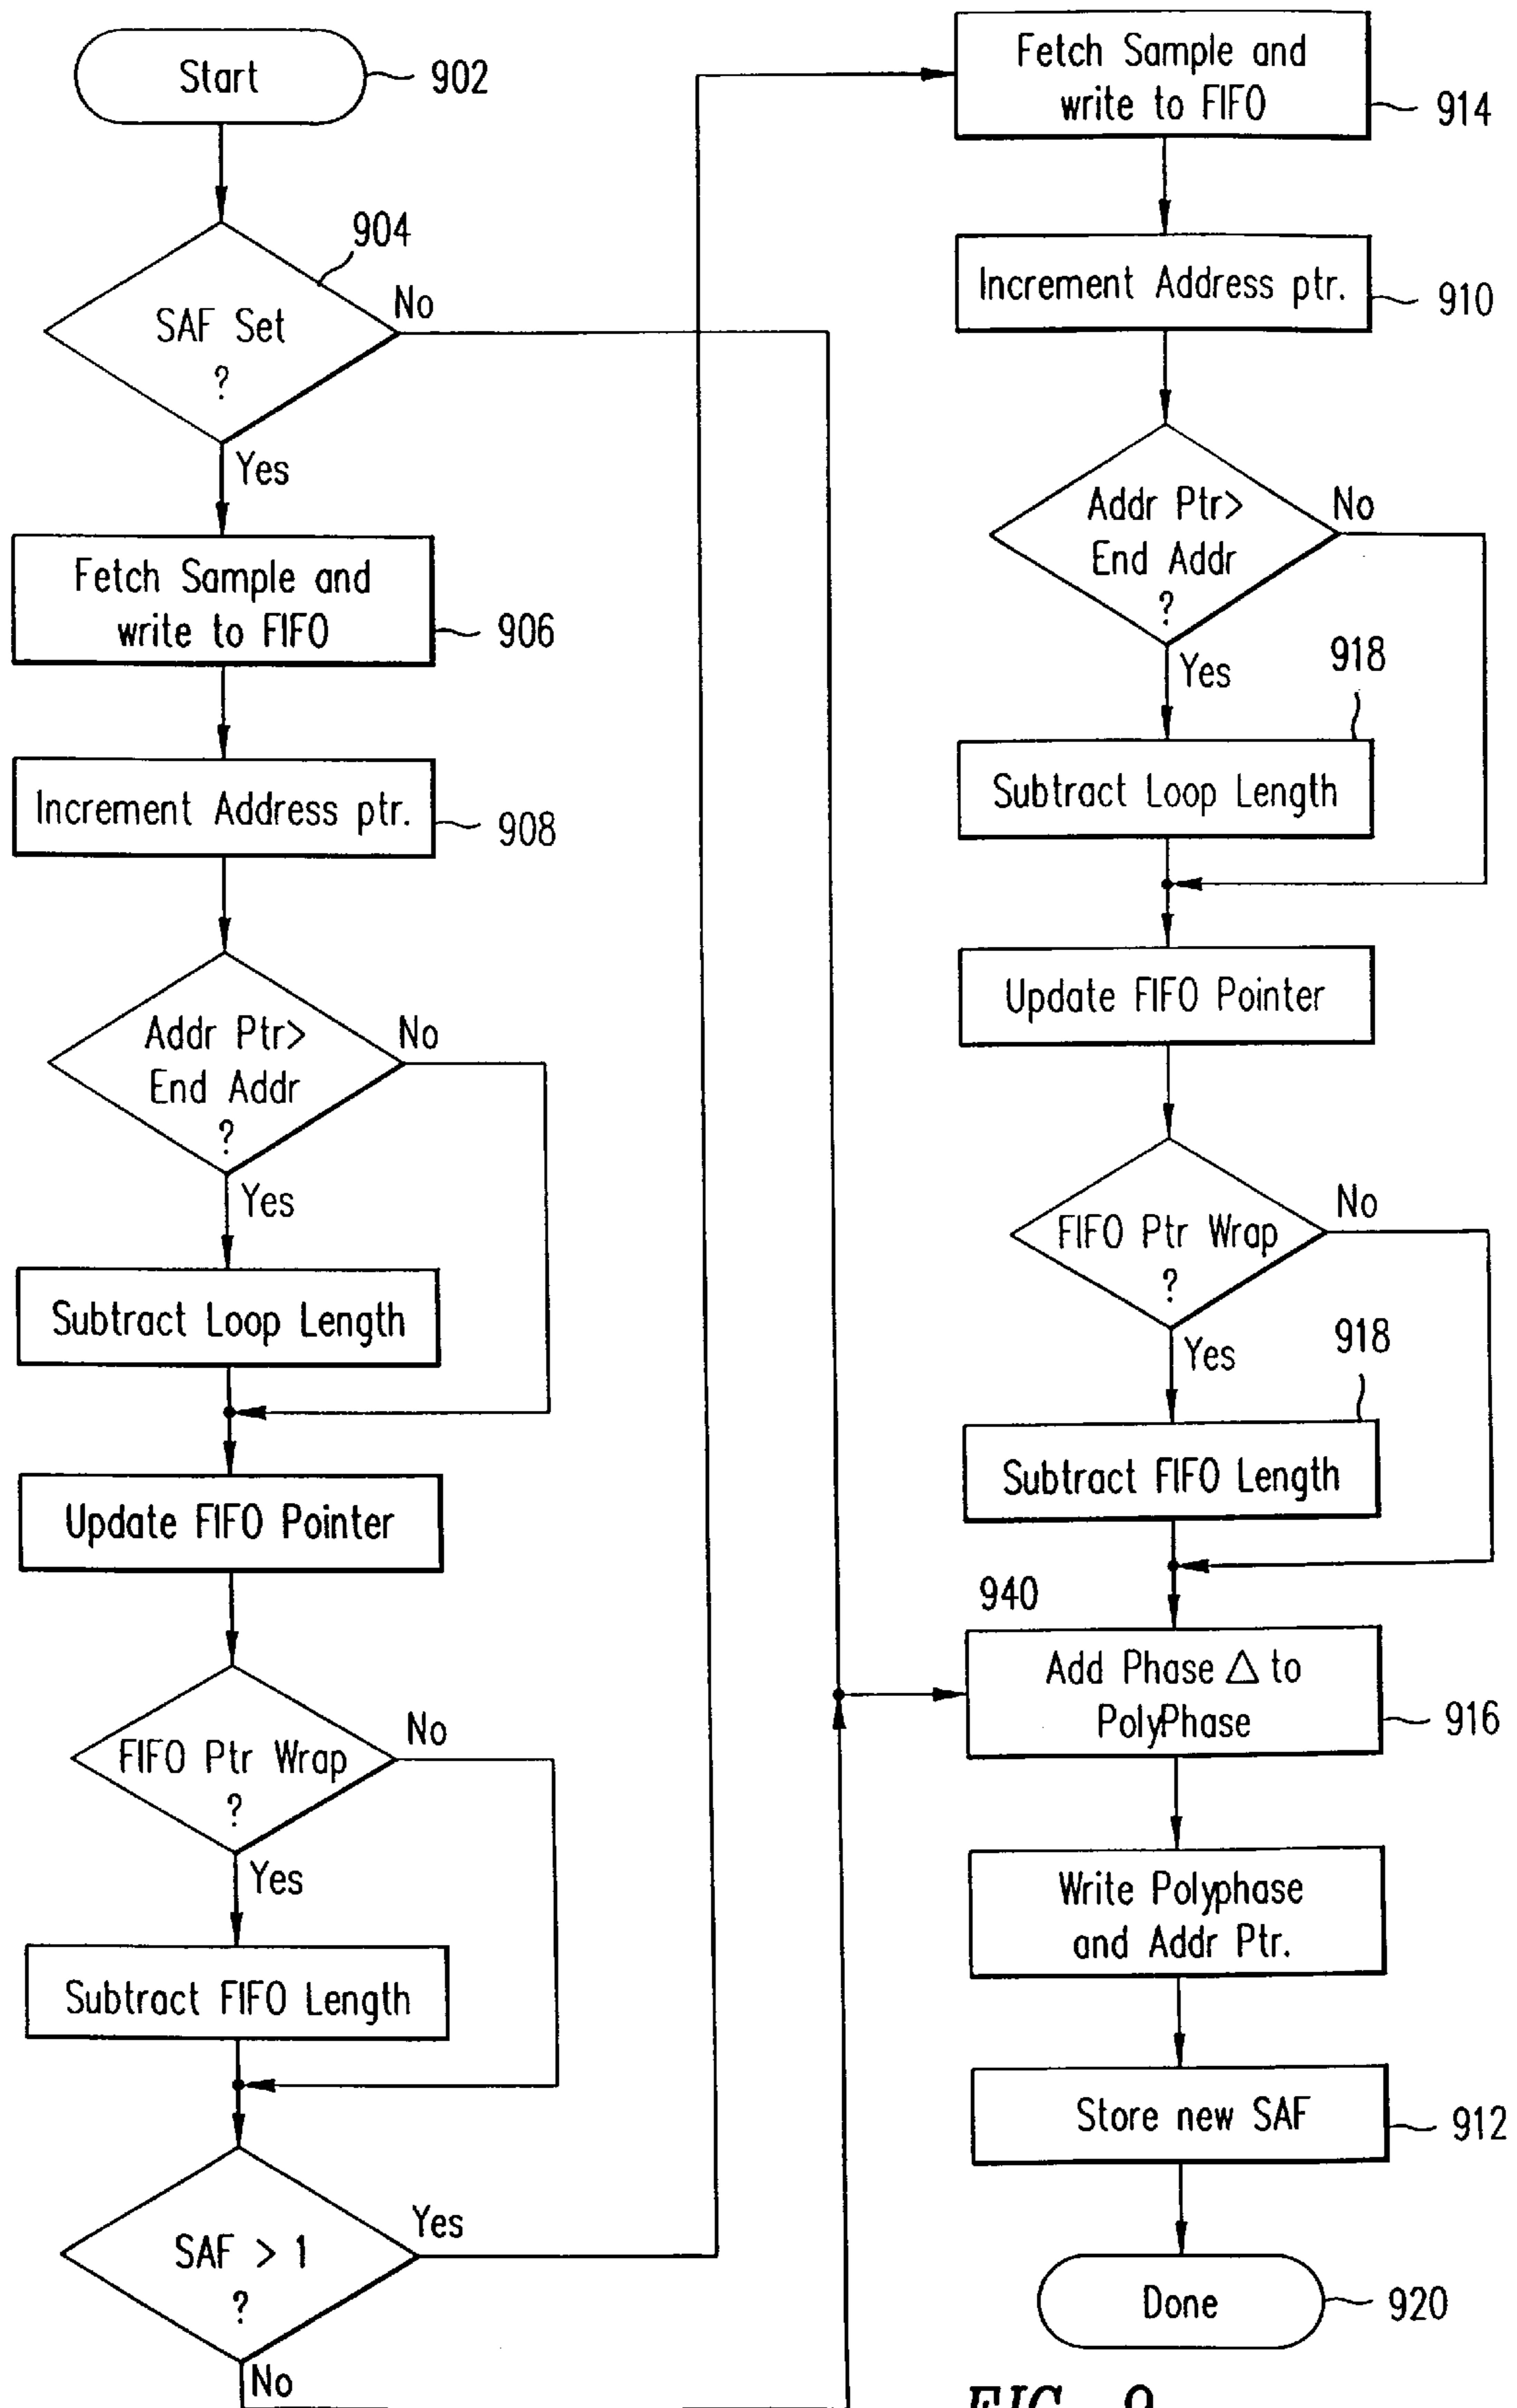 Start
902
904
SAF Set
?
No
Yes
Fetch Sample and
write to FIFO
906
Increment Address ptr.
908
Addr Ptr>
End Addr
?
No
Yes
Subtract Loop Length
Update FIFO Pointer
FIFO Ptr Wrap
?
No
Yes
Subtract FIFO Length
SAF > 1
?
Yes
No
Fetch Sample and
write to FIFO
914
Increment Address ptr.
910
Addr Ptr>
End Addr
?
No
Yes
918
Subtract Loop Length
Update FIFO Pointer
FIFO Ptr Wrap
?
No
Yes
918
Subtract FIFO Length
940
Add Phase △ to
PolyPhase
916
Write Polyphase
and Addr Ptr.
Store new SAF
912
Done
920
FIG. 9